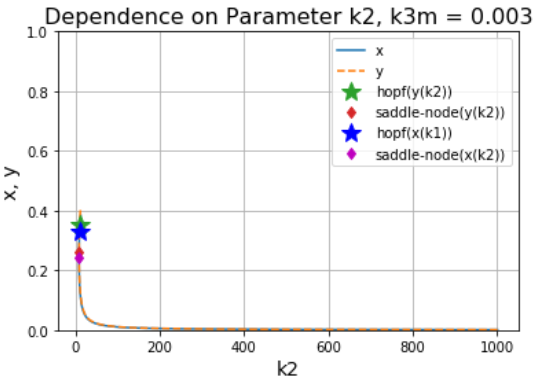 Dependence on Parameter k2, k3m = 0.003
1.0
0.8
0.6
0.4
0.2
0.0
x, y
x
y
hopf(y(k2))
saddle-node(y(k2))
hopf(x(k1))
saddle-node(x(k2))
0 200 400 600 800 1000
k2